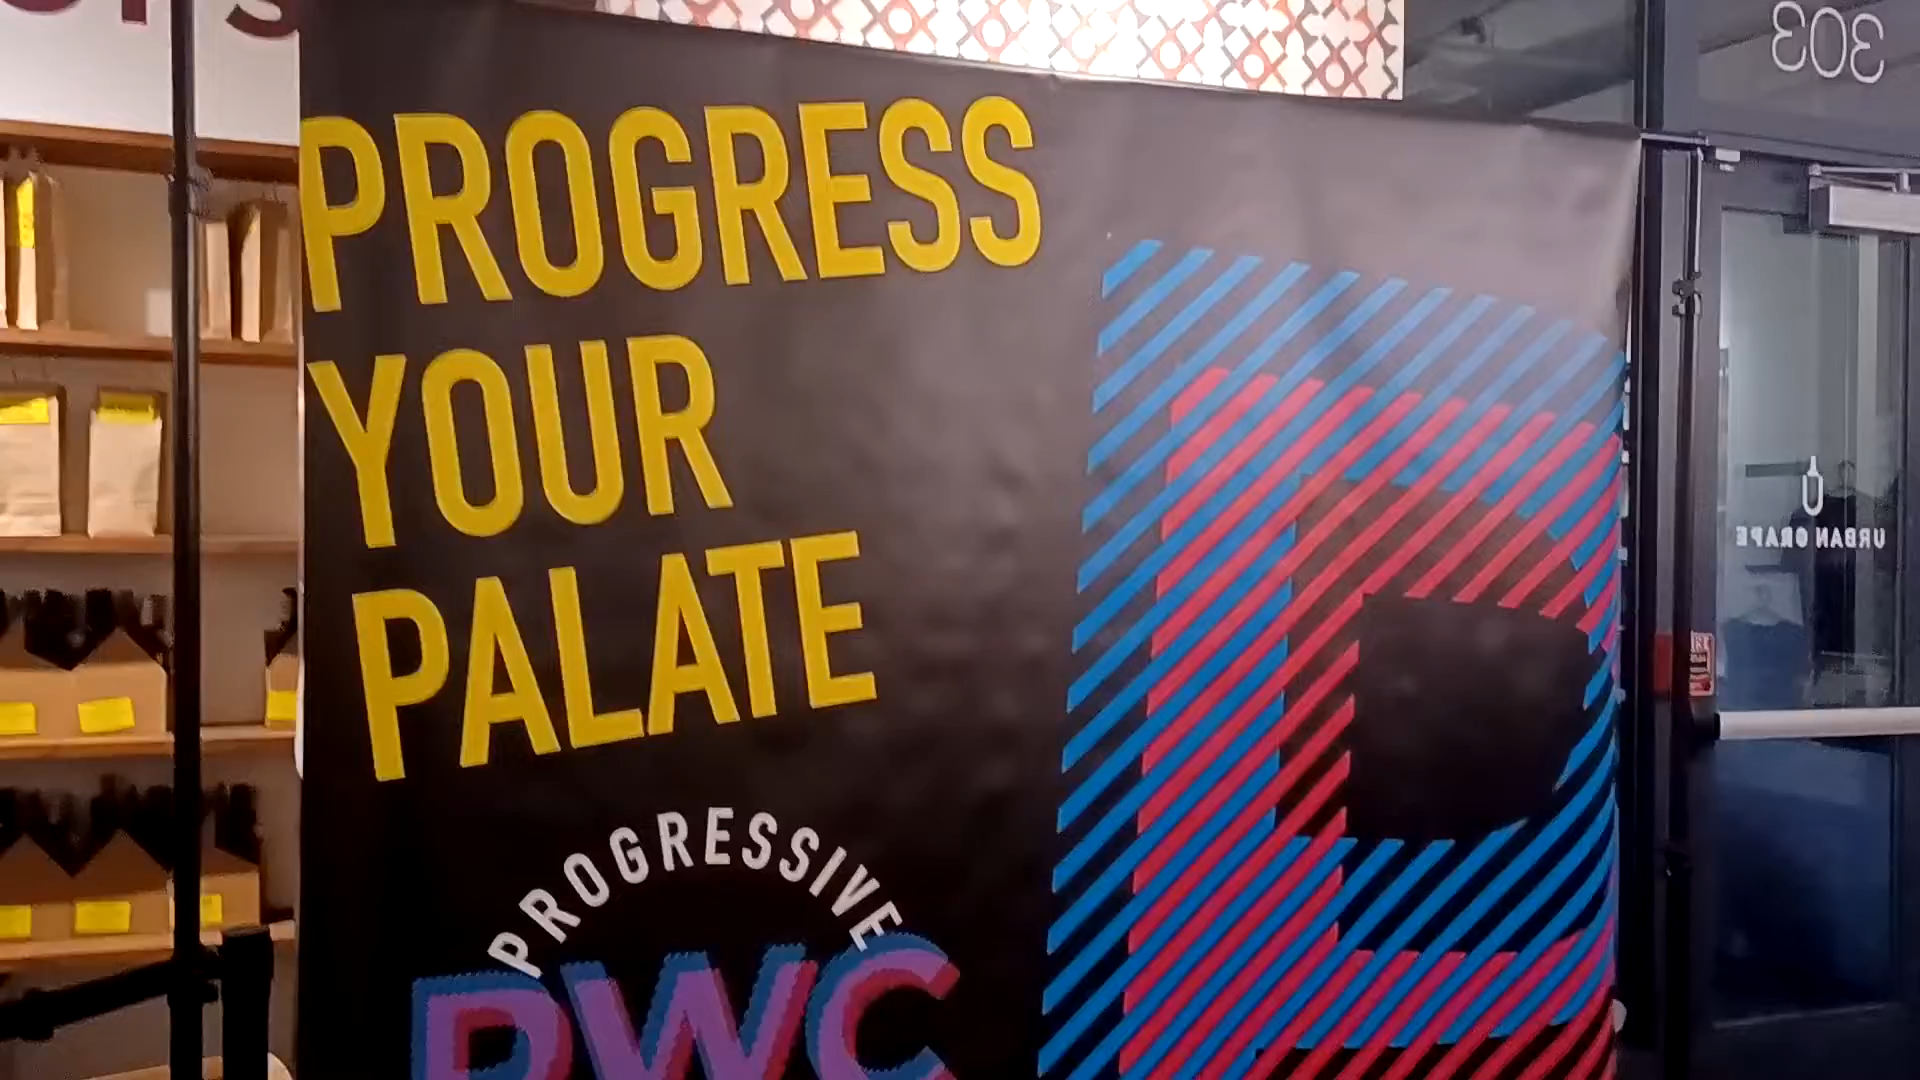 PROGRESS
YOUR
PALATE
PROGRESSIVE
PWC
303
URBAN GRAPE